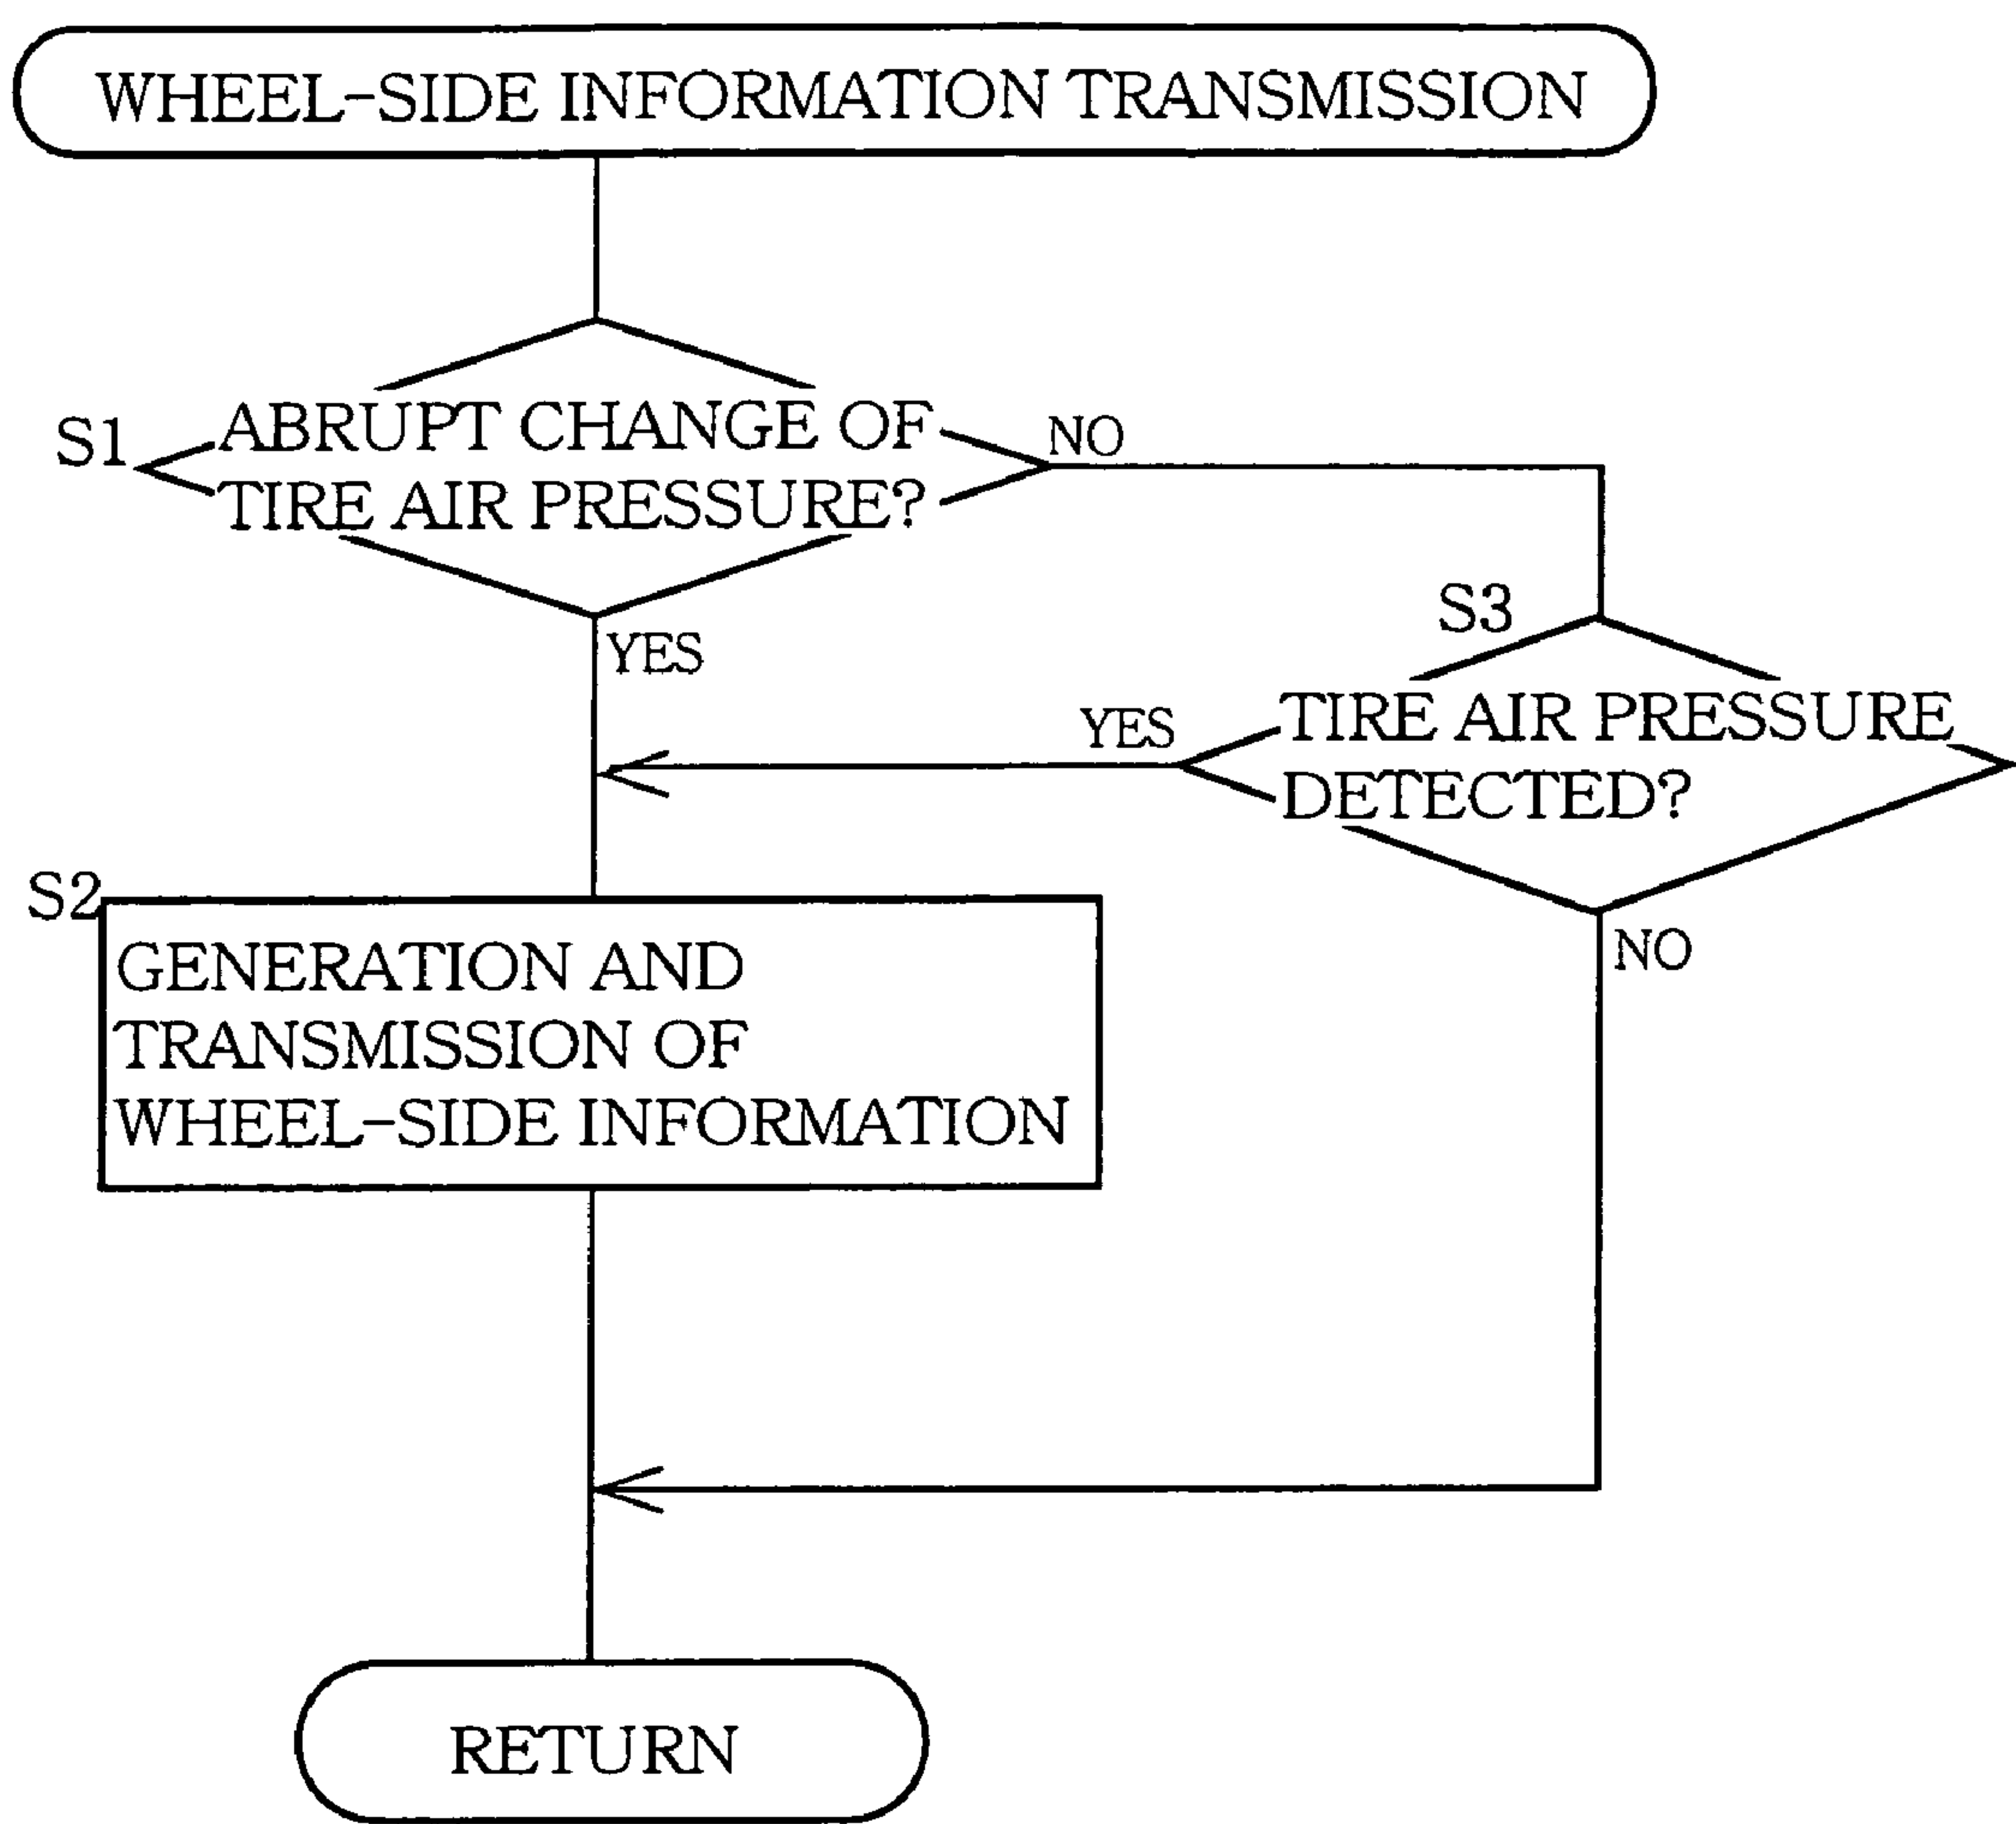 WHEEL-SIDE INFORMATION TRANSMISSION
S1
ABRUPT CHANGE OF
TIRE AIR PRESSURE?
NO
YES
S3
TIRE AIR PRESSURE
DETECTED?
YES
NO
S2
GENERATION AND
TRANSMISSION OF
WHEEL-SIDE INFORMATION
RETURN